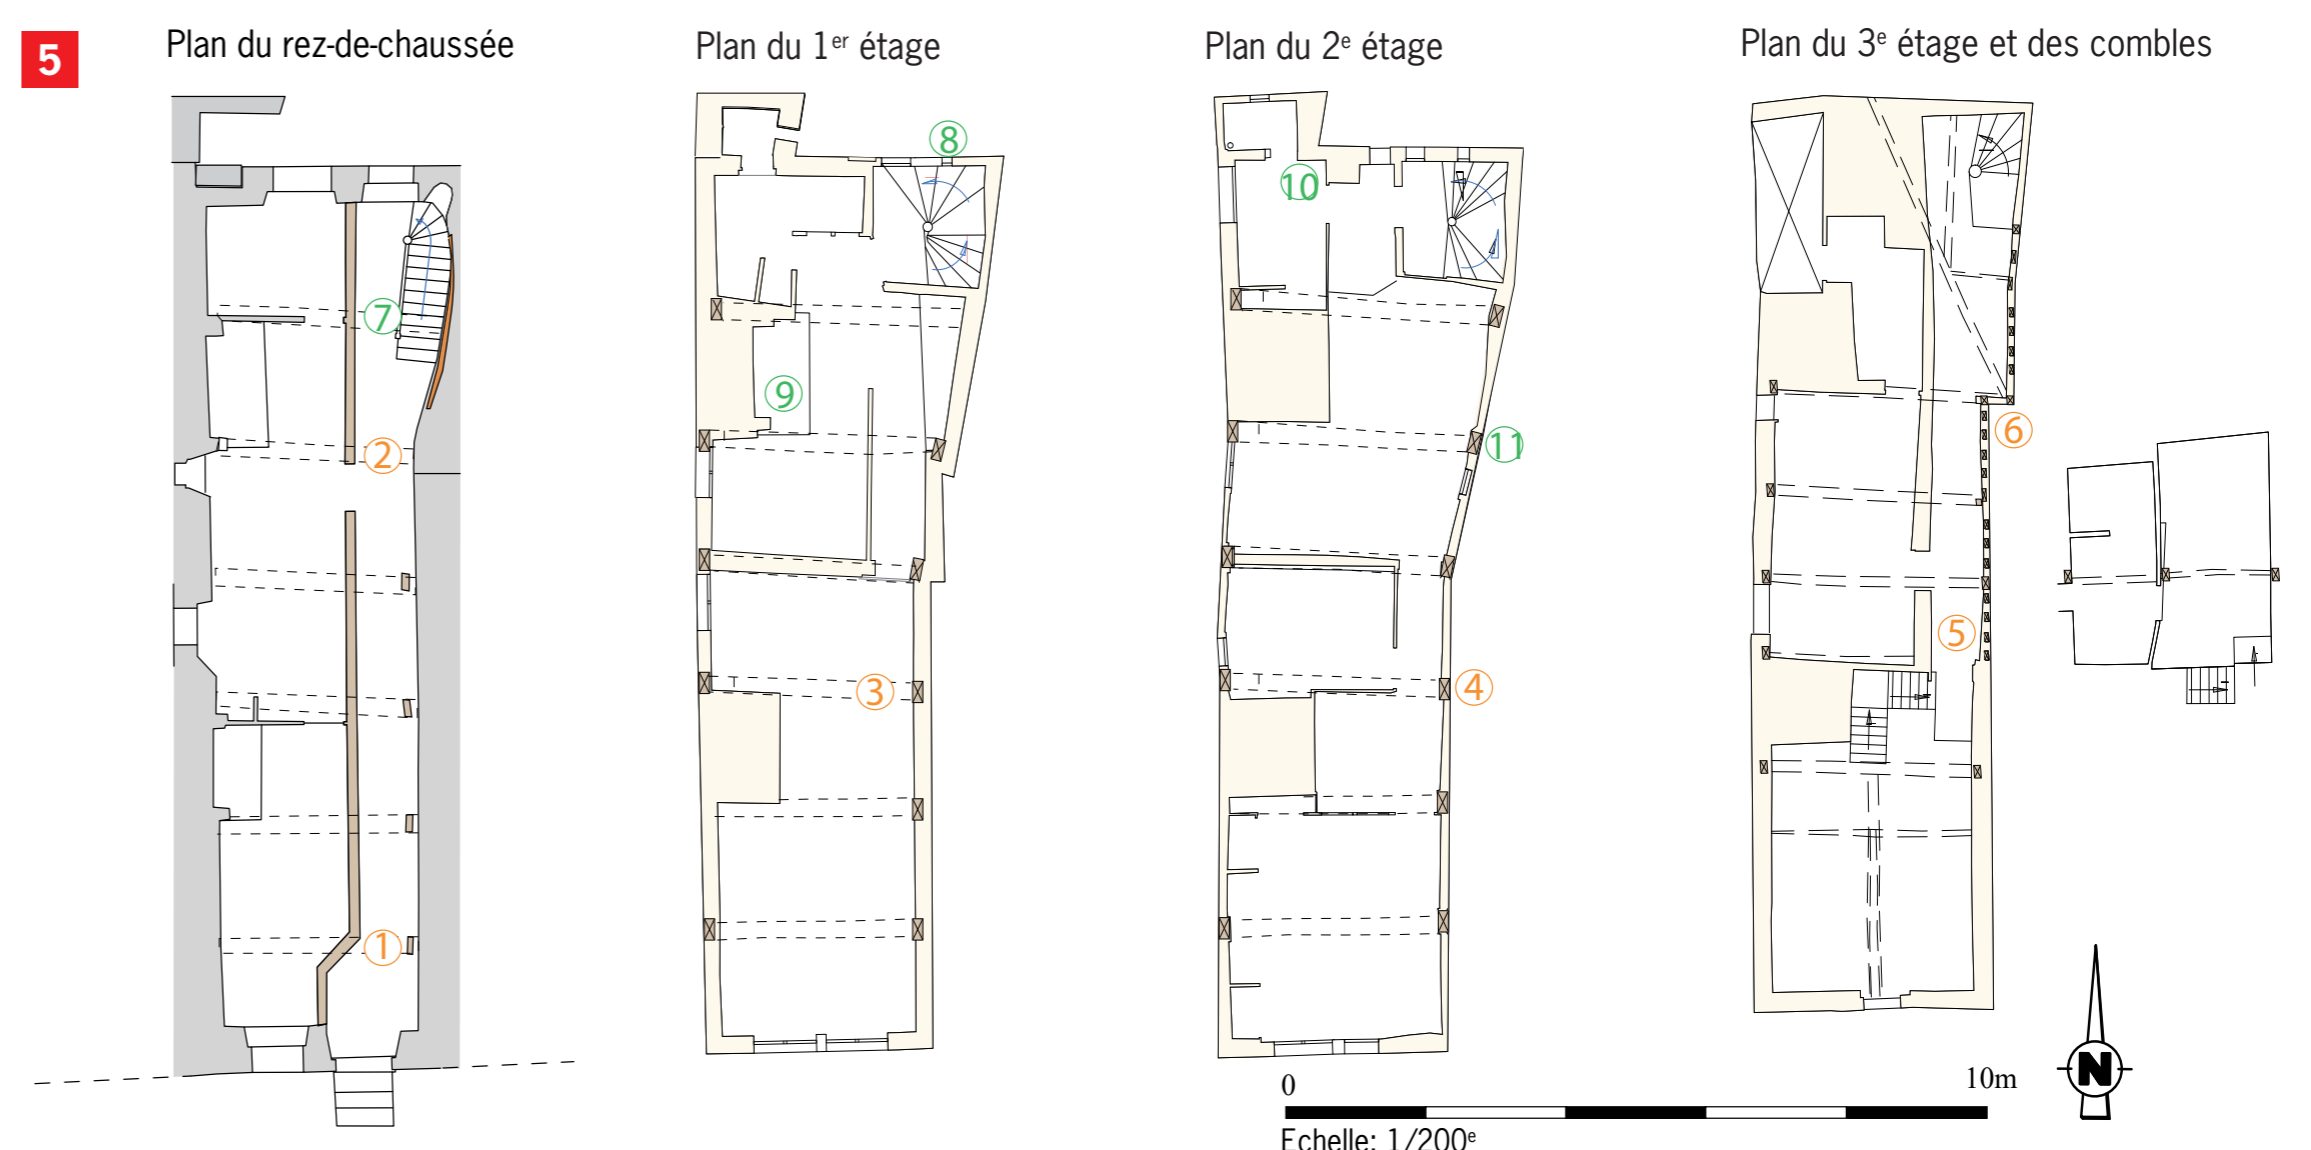 5
Plan du rez-de-chaussée
Plan du 1er étage
Plan du 2e étage
Plan du 3e étage et des combles
8
10
7
9
2
11
6
5
3
4
1
0
10m
N
Echelle: 1/200e